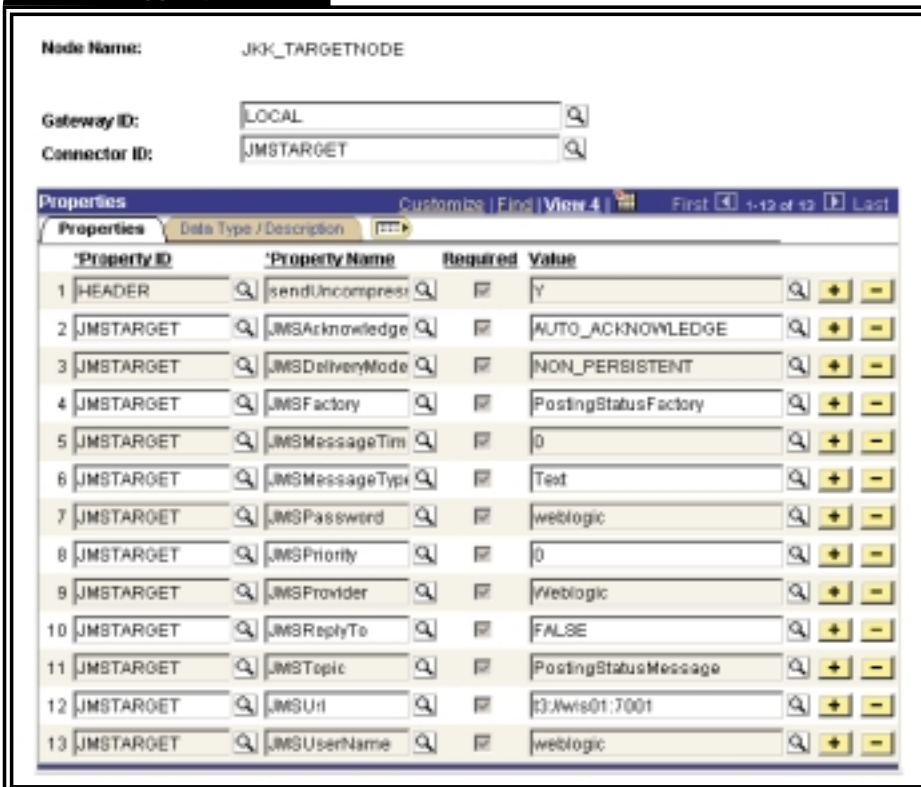 Node Name: JKK_TARGETNODE
Gateway ID: LOCAL
Connector ID: JMSTARGET
Properties Customize | Find | View 4 | First 1-13 of 13 Last
Properties Data Type / Description
*Property ID *Property Name Required Value
1 HEADER sendUncompress Y
2 JMSTARGET JMSAcknowledge AUTO_ACKNOWLEDGE
3 JMSTARGET JMSDeliveryMode NON_PERSISTENT
4 JMSTARGET JMSFactory PostingStatusFactory
5 JMSTARGET JMSMessageTim 0
6 JMSTARGET JMSMessageType Text
7 JMSTARGET JMSPassword weblogic
8 JMSTARGET JMSPriority 0
9 JMSTARGET JMSProvider Weblogic
10 JMSTARGET JMSReplyTo FALSE
11 JMSTARGET JMSTopic PostingStatusMessage
12 JMSTARGET JMSUrl t3://wis01:7001
13 JMSTARGET JMSUserName weblogic